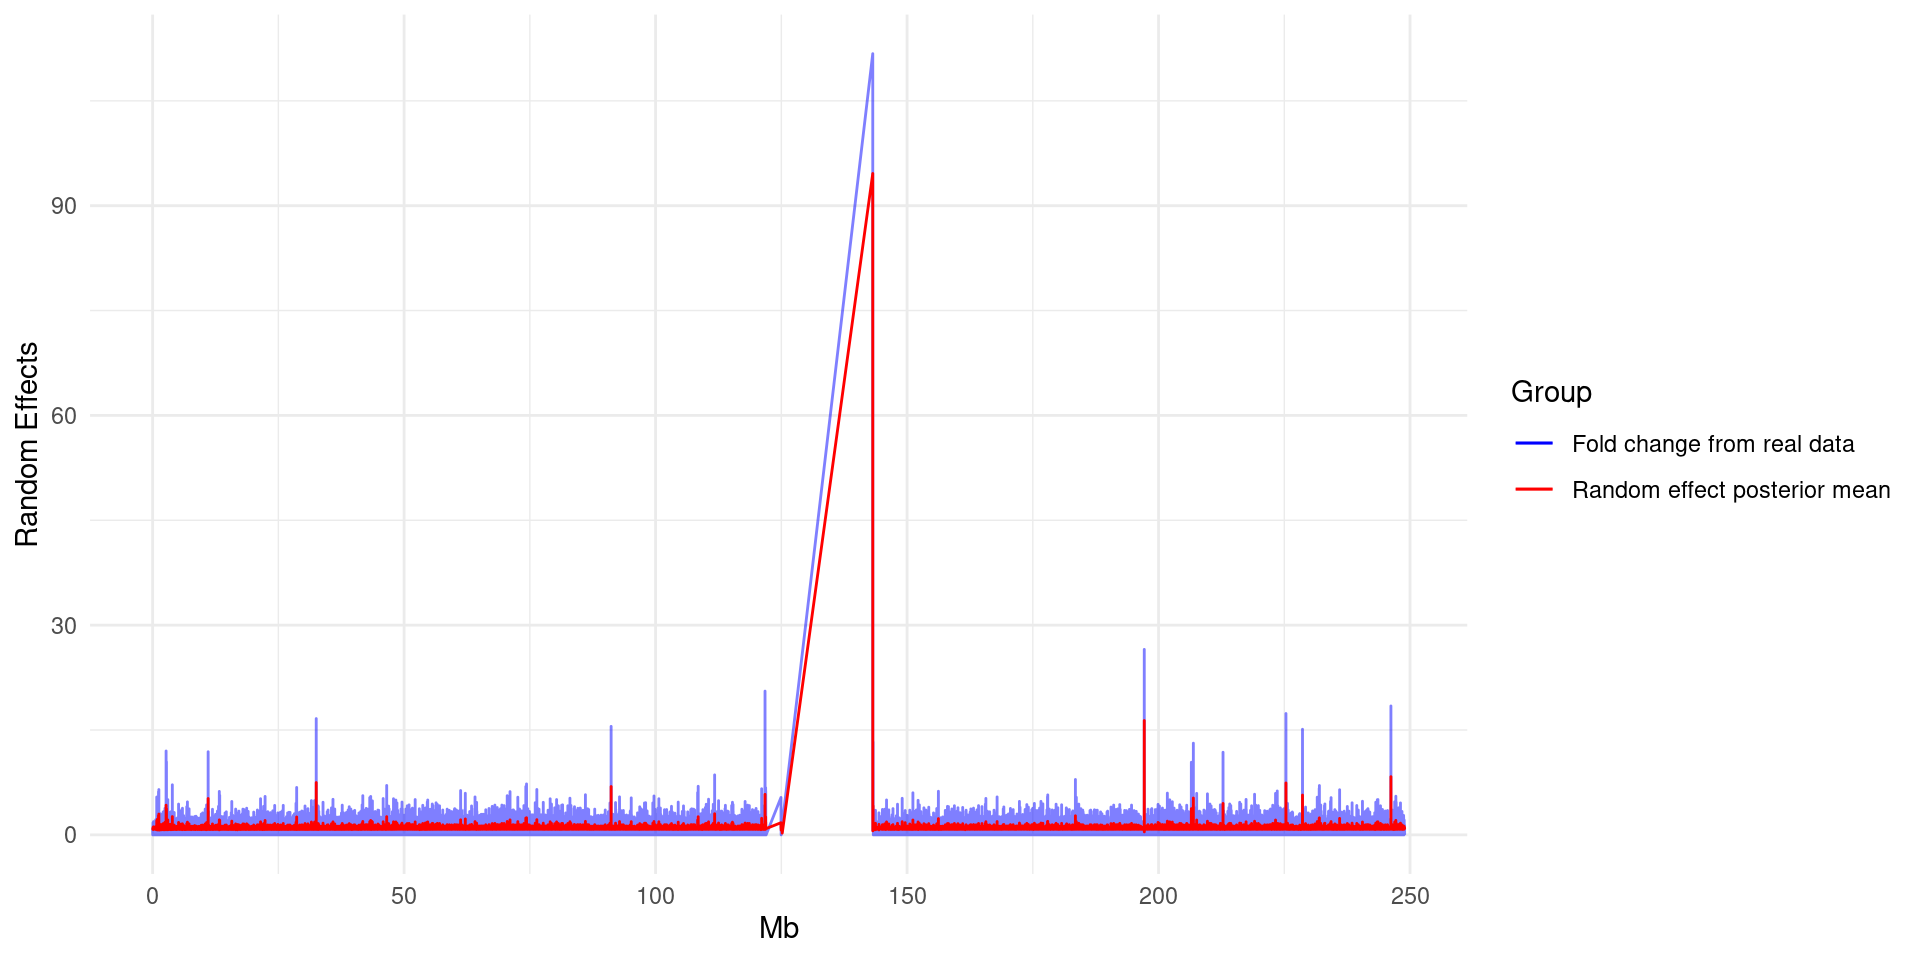 Random Effects
90
60
30
0
0
50
100
150
200
250
Mb
Group
Fold change from real data
Random effect posterior mean